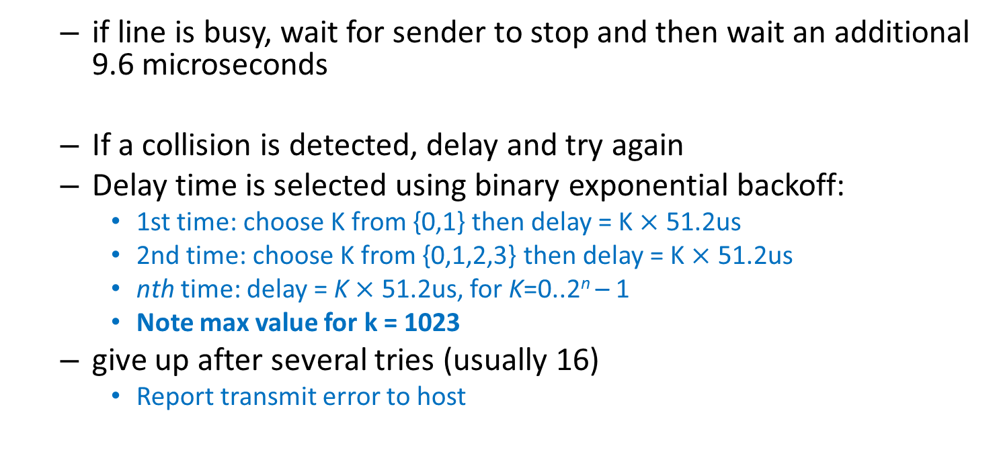 – if line is busy, wait for sender to stop and then wait an additional
9.6 microseconds
– If a collision is detected, delay and try again
– Delay time is selected using binary exponential backoff:
• 1st time: choose K from {0,1} then delay = K × 51.2us
• 2nd time: choose K from {0,1,2,3} then delay = K × 51.2us
• nth time: delay = K × 51.2us, for K=0..2ⁿ – 1
• Note max value for k = 1023
– give up after several tries (usually 16)
• Report transmit error to host